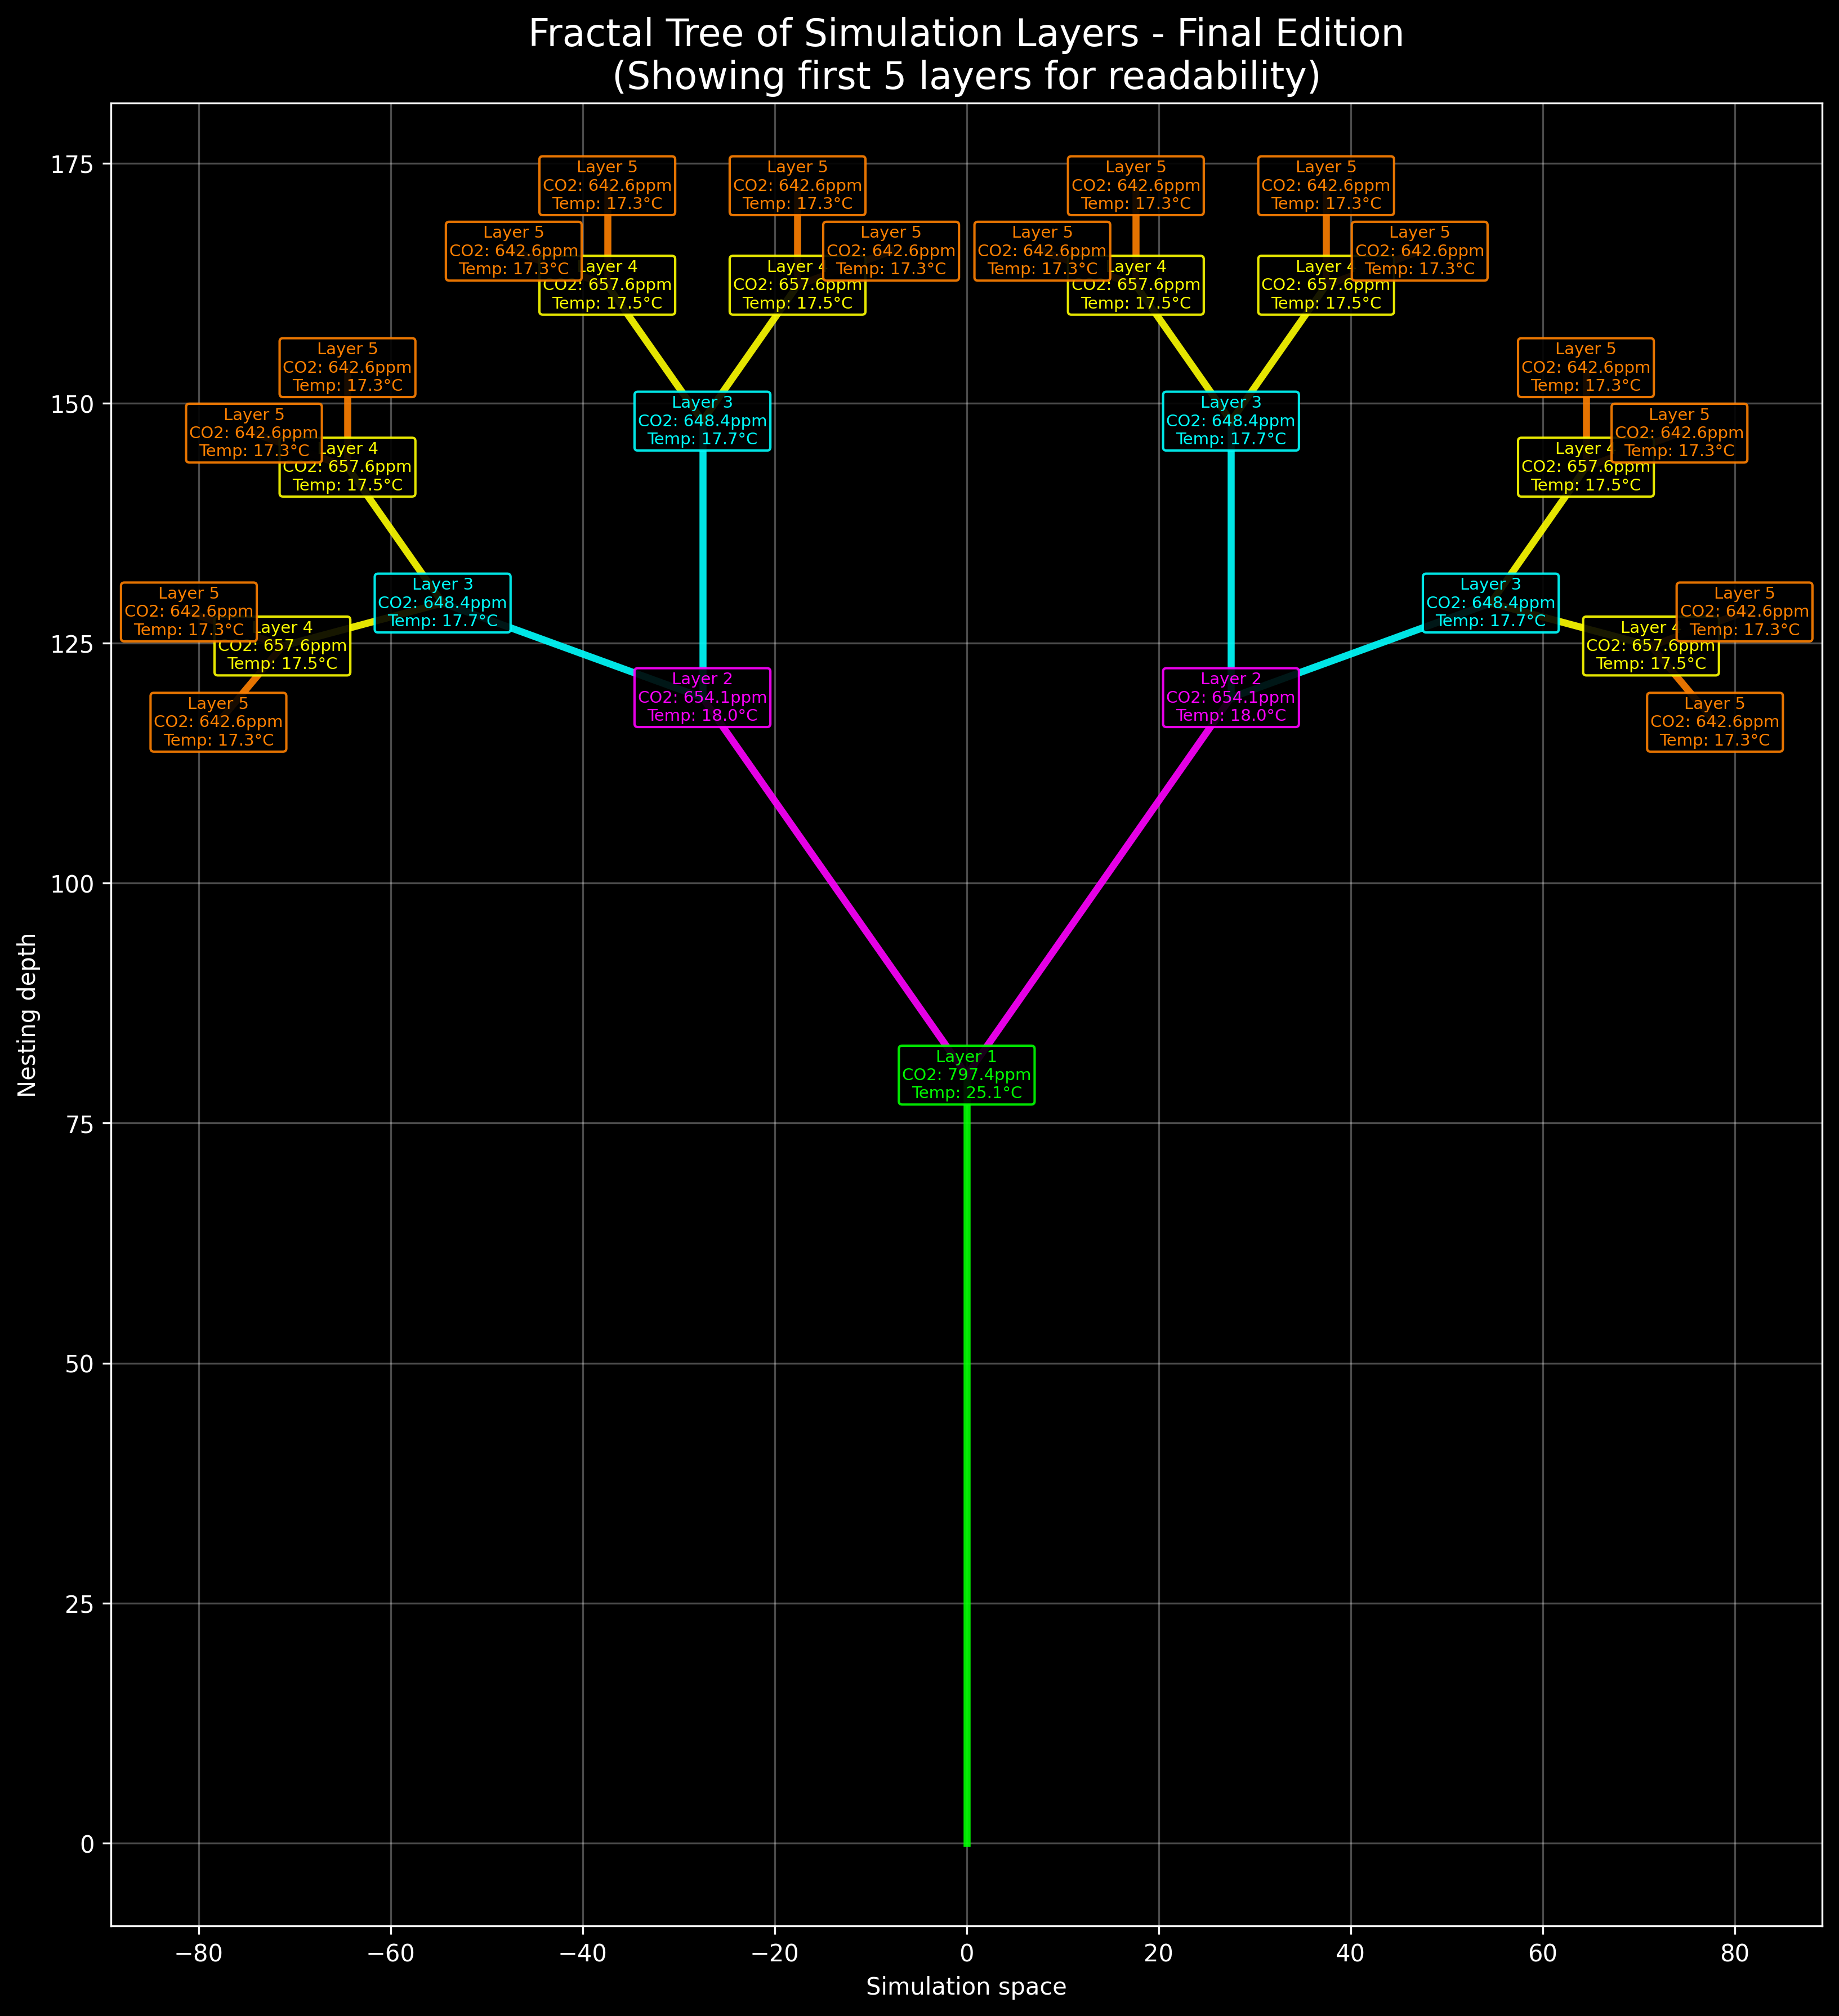 Fractal Tree of Simulation Layers - Final Edition
(Showing first 5 layers for readability)
175
150
125
100
75
50
25
0
Nesting depth
Layer 5
CO2: 642.6ppm
Temp: 17.3°C
Layer 5
CO2: 642.6ppm
Temp: 17.3°C
Layer 5
CO2: 642.6ppm
Temp: 17.3°C
Layer 5
CO2: 642.6ppm
Temp: 17.3°C
Layer 5
CO2: 642.6ppm
Temp: 17.3°C
Layer 5
CO2: 642.6ppm
Temp: 17.3°C
Layer 5
CO2: 642.6ppm
Temp: 17.3°C
Layer 5
CO2: 642.6ppm
Temp: 17.3°C
Layer 4
CO2: 657.6ppm
Temp: 17.5°C
Layer 4
CO2: 657.6ppm
Temp: 17.5°C
Layer 4
CO2: 657.6ppm
Temp: 17.5°C
Layer 4
CO2: 657.6ppm
Temp: 17.5°C
Layer 5
CO2: 642.6ppm
Temp: 17.3°C
Layer 5
CO2: 642.6ppm
Temp: 17.3°C
Layer 3
CO2: 648.4ppm
Temp: 17.7°C
Layer 3
CO2: 648.4ppm
Temp: 17.7°C
Layer 5
CO2: 642.6ppm
Temp: 17.3°C
Layer 5
CO2: 642.6ppm
Temp: 17.3°C
Layer 4
CO2: 657.6ppm
Temp: 17.5°C
Layer 4
CO2: 657.6ppm
Temp: 17.5°C
Layer 3
CO2: 648.4ppm
Temp: 17.7°C
Layer 3
CO2: 648.4ppm
Temp: 17.7°C
Layer 5
CO2: 642.6ppm
Temp: 17.3°C
Layer 5
CO2: 642.6ppm
Temp: 17.3°C
Layer 4
CO2: 657.6ppm
Temp: 17.5°C
Layer 4
CO2: 657.6ppm
Temp: 17.5°C
Layer 2
CO2: 654.1ppm
Temp: 18.0°C
Layer 2
CO2: 654.1ppm
Temp: 18.0°C
Layer 5
CO2: 642.6ppm
Temp: 17.3°C
Layer 5
CO2: 642.6ppm
Temp: 17.3°C
Layer 1
CO2: 797.4ppm
Temp: 25.1°C
−80
−60
−40
−20
0
20
40
60
80
Simulation space